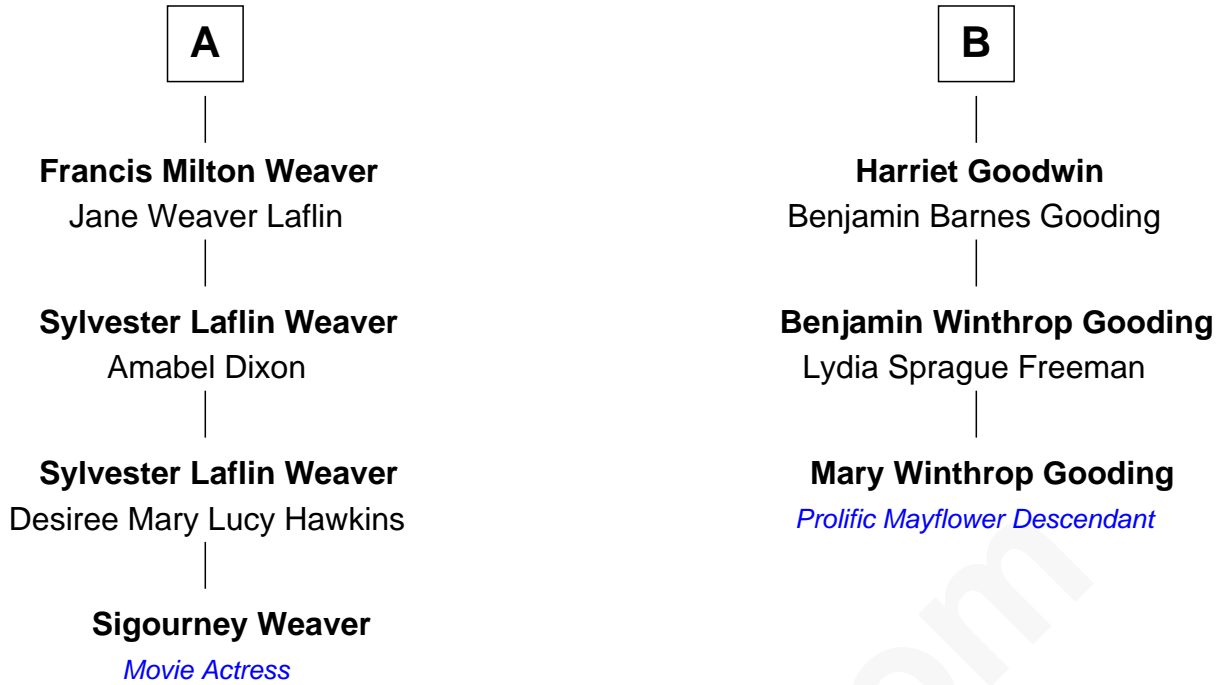 A
Francis Milton Weaver
Jane Weaver Laflin
Sylvester Laflin Weaver
Amabel Dixon
Sylvester Laflin Weaver
Desiree Mary Lucy Hawkins
Sigourney Weaver
Movie Actress
B
Harriet Goodwin
Benjamin Barnes Gooding
Benjamin Winthrop Gooding
Lydia Sprague Freeman
Mary Winthrop Gooding
Prolific Mayflower Descendant
om